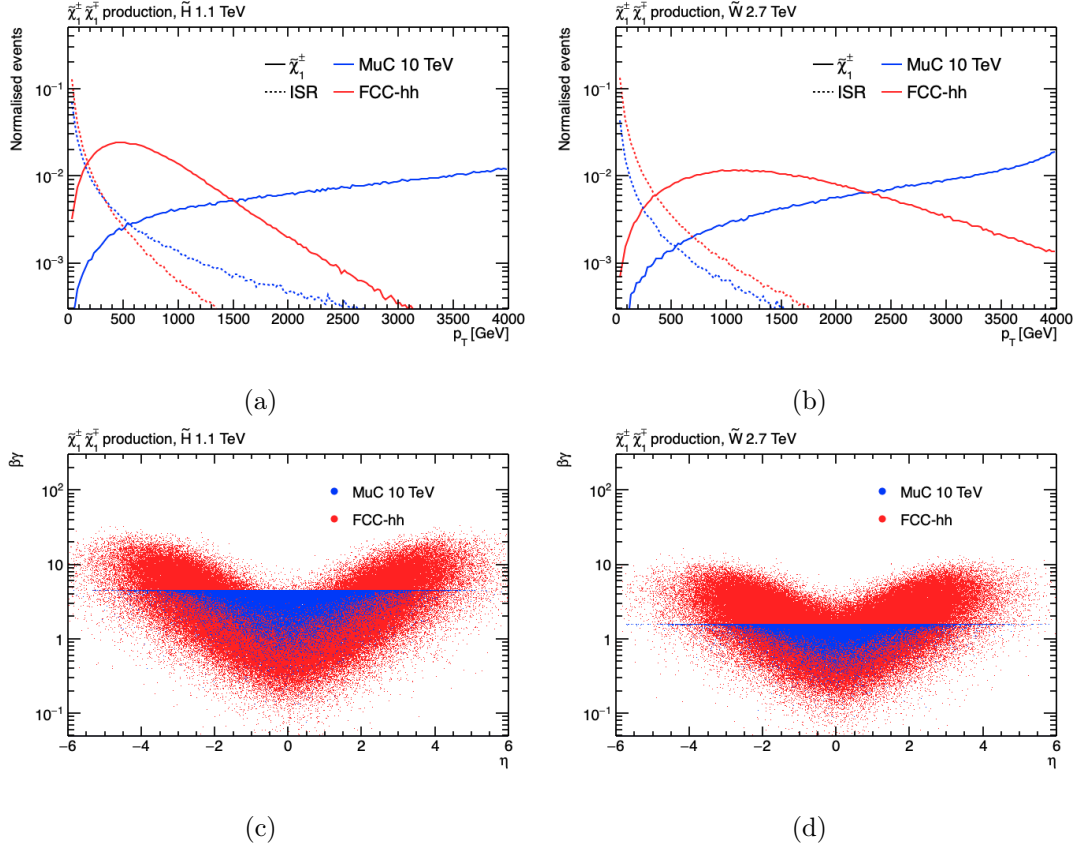 χ̃₁± χ̃₁∓ production, H̃ 1.1 TeV
Normalised events
χ̃₁± MuC 10 TeV
ISR FCC-hh
10⁻¹
10⁻²
10⁻³
0 500 1000 1500 2000 2500 3000 3500 4000
p_T [GeV]
(a)
χ̃₁± χ̃₁∓ production, W̃ 2.7 TeV
Normalised events
χ̃₁± MuC 10 TeV
ISR FCC-hh
10⁻¹
10⁻²
10⁻³
0 500 1000 1500 2000 2500 3000 3500 4000
p_T [GeV]
(b)
χ̃₁± χ̃₁∓ production, H̃ 1.1 TeV
βγ
MuC 10 TeV
FCC-hh
10²
10
1
10⁻¹
−6 −4 −2 0 2 4 6
η
(c)
χ̃₁± χ̃₁∓ production, W̃ 2.7 TeV
βγ
MuC 10 TeV
FCC-hh
10²
10
1
10⁻¹
−6 −4 −2 0 2 4 6
η
(d)